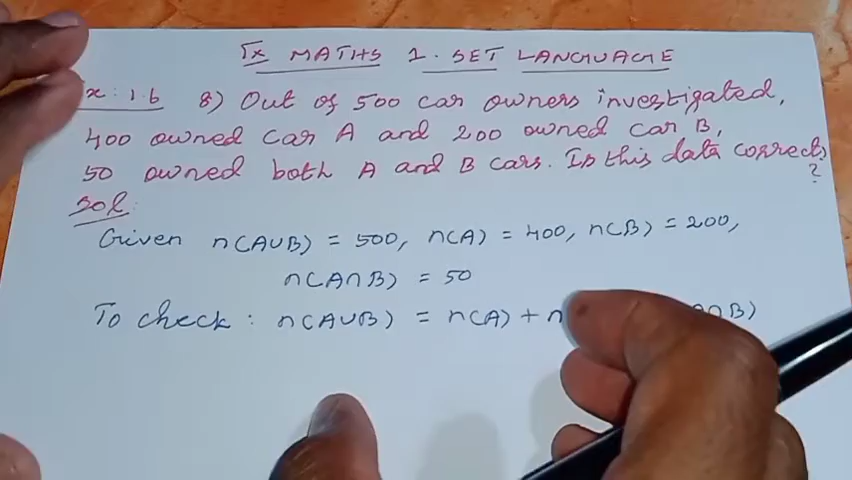 IX MATHS 1. SET LANGUAGE
Ex: 1.6 8) Out of 500 car owners investigated,
400 owned car A and 200 owned car B,
50 owned both A and B cars. Is this data correct?
Sol:
Given n(A∪B) = 500, n(A) = 400, n(B) = 200,
n(A∩B) = 50
To check: n(A∪B) = n(A) + n ∩B)